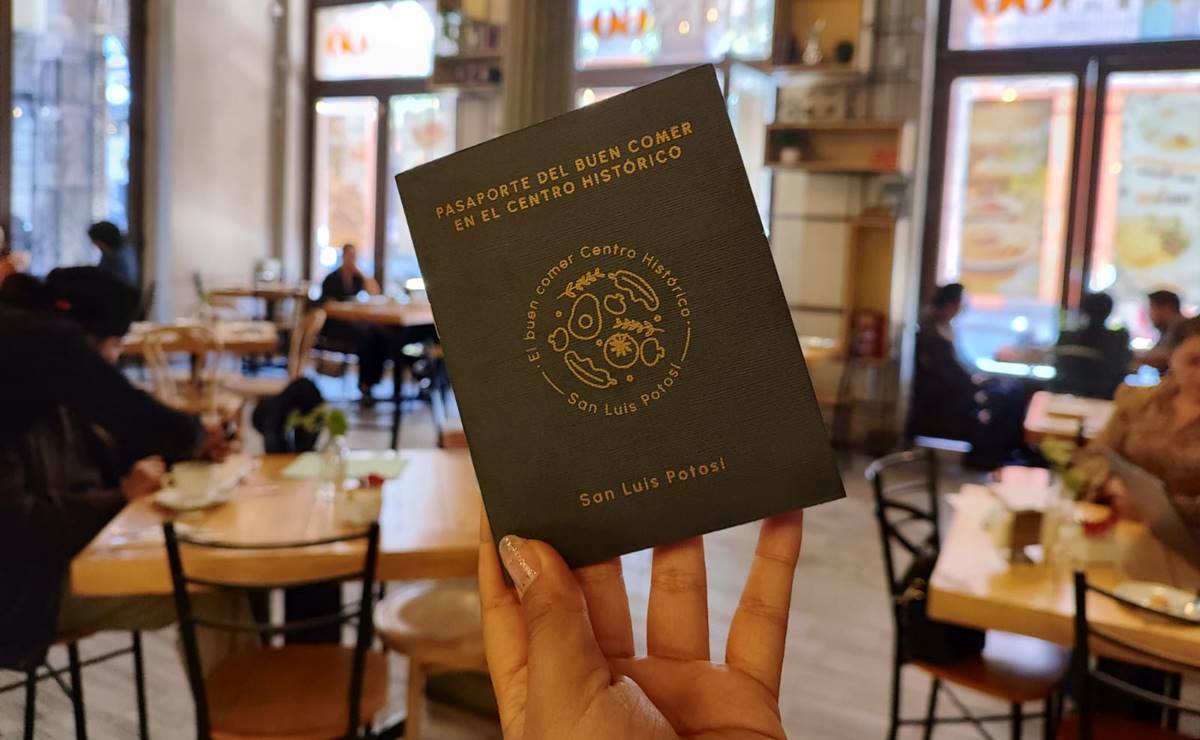 PASAPORTE DEL BUEN COMER
EN EL CENTRO HISTÓRICO
· El buen comer Centro Histórico ·
San Luis Potosí
San Luis Potosí